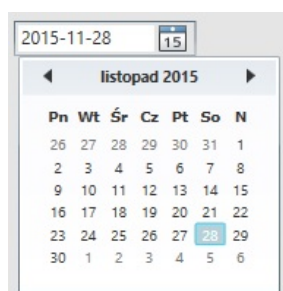 2015-11-28 15
listopad 2015
Pn Wt Śr Cz Pt So N
26 27 28 29 30 31 1
2 3 4 5 6 7 8
9 10 11 12 13 14 15
16 17 18 19 20 21 22
23 24 25 26 27 28 29
30 1 2 3 4 5 6